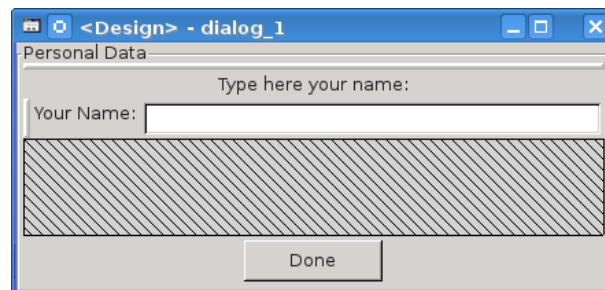 <Design> - dialog_1
Personal Data
Type here your name:
Your Name:
Done